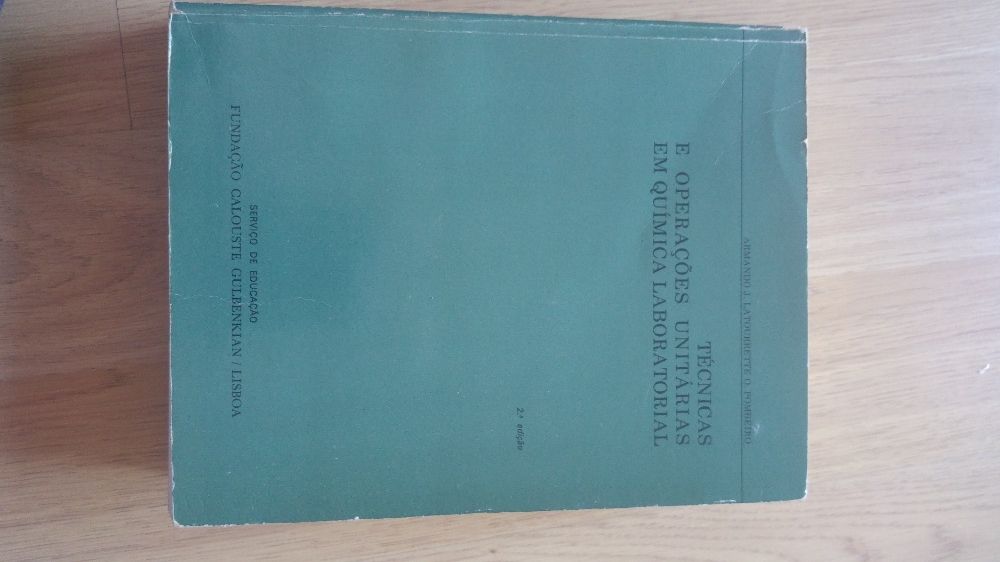 ARMANDO J. LATOURRETTE O. POMBEIRO
TÉCNICAS
E OPERAÇÕES UNITÁRIAS
EM QUÍMICA LABORATORIAL
2.ª edição
SERVIÇO DE EDUCAÇÃO
FUNDAÇÃO CALOUSTE GULBENKIAN / LISBOA